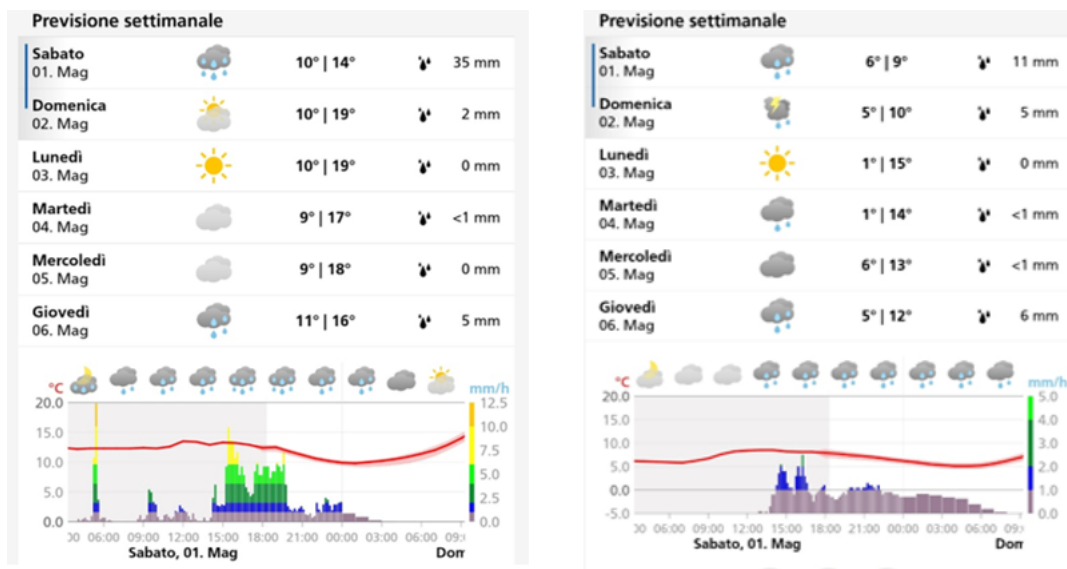 Previsione settimanale
Sabato
01. Mag
10° | 14°
35 mm
Domenica
02. Mag
10° | 19°
2 mm
Lunedì
03. Mag
10° | 19°
0 mm
Martedì
04. Mag
9° | 17°
<1 mm
Mercoledì
05. Mag
9° | 18°
0 mm
Giovedì
06. Mag
11° | 16°
5 mm
°C
mm/h
20.0
15.0
10.0
5.0
0.0
12.5
10.0
7.5
5.0
2.5
0.0
00 06:00 09:00 12:00 15:00 18:00 21:00 00:00 03:00 06:00 09:
Sabato, 01. Mag
Dom
Previsione settimanale
Sabato
01. Mag
6° | 9°
11 mm
Domenica
02. Mag
5° | 10°
5 mm
Lunedì
03. Mag
1° | 15°
0 mm
Martedì
04. Mag
1° | 14°
<1 mm
Mercoledì
05. Mag
6° | 13°
<1 mm
Giovedì
06. Mag
5° | 12°
6 mm
°C
mm/h
20.0
15.0
10.0
5.0
0.0
-5.0
5.0
4.0
3.0
2.0
1.0
0.0
00 06:00 09:00 12:00 15:00 18:00 21:00 00:00 03:00 06:00 09:
Sabato, 01. Mag
Dom